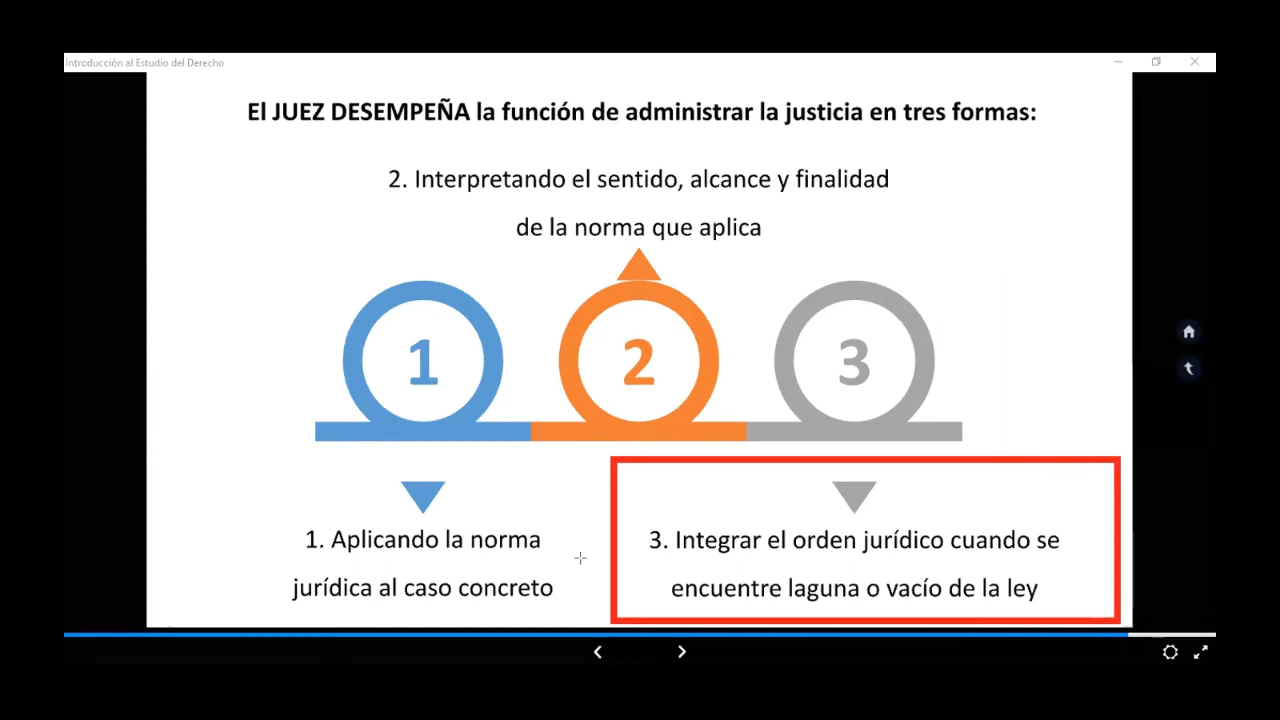 Introducción al Estudio del Derecho
El JUEZ DESEMPEÑA la función de administrar la justicia en tres formas:
2. Interpretando el sentido, alcance y finalidad
de la norma que aplica
1
2
3
1. Aplicando la norma
jurídica al caso concreto
3. Integrar el orden jurídico cuando se
encuentre laguna o vacío de la ley